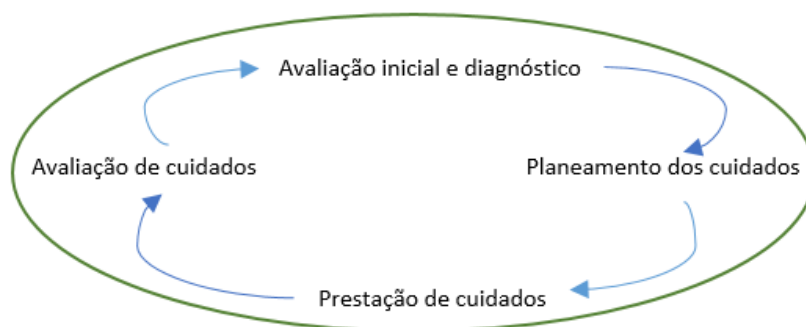 Avaliação inicial e diagnóstico
Avaliação de cuidados
Planeamento dos cuidados
Prestação de cuidados